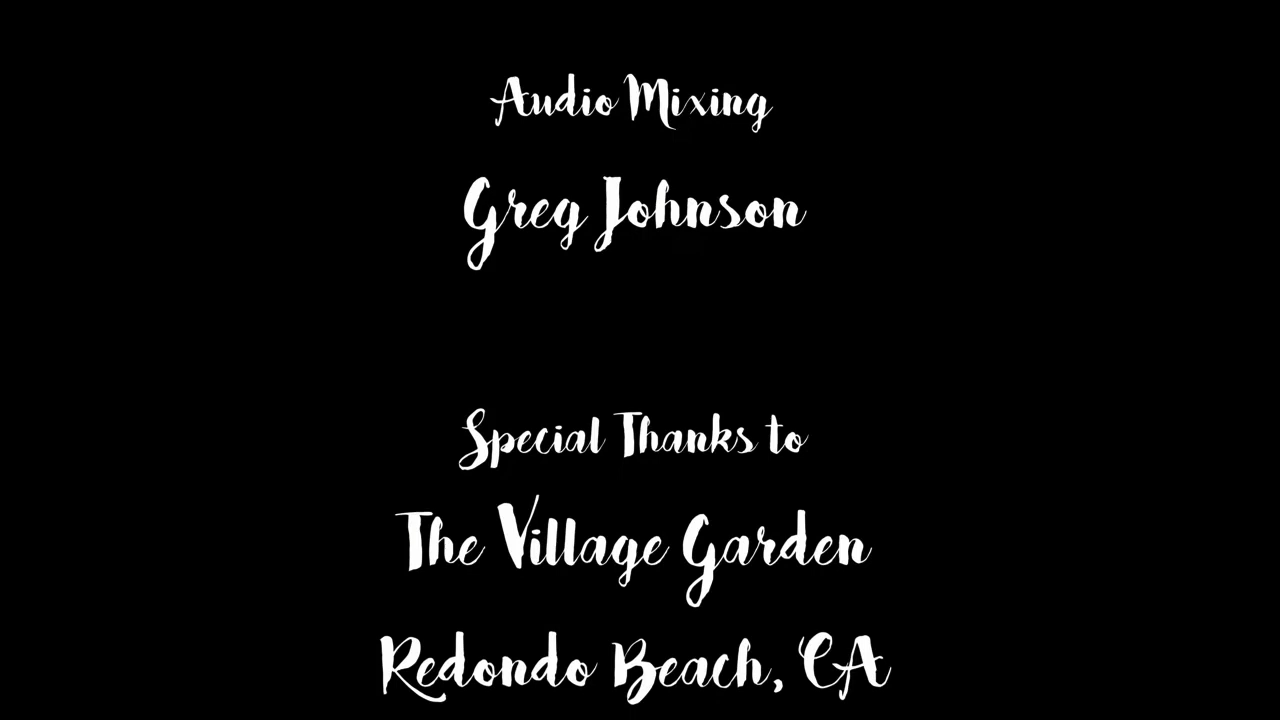 Audio Mixing
Greg Johnson
Special Thanks to
The Village Garden
Redondo Beach, CA